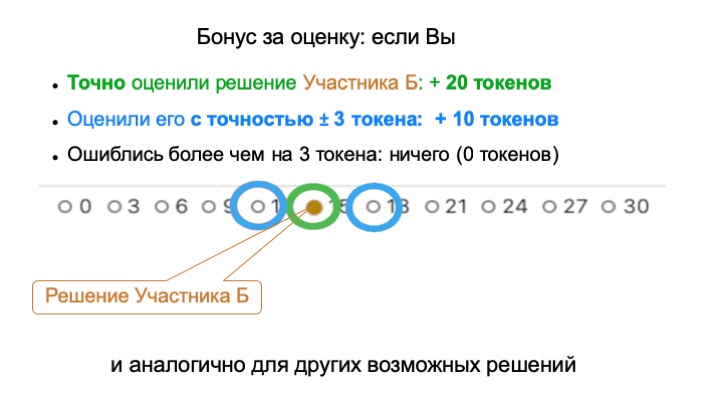 Бонус за оценку: если Вы
• Точно оценили решение Участника Б: + 20 токенов
• Оценили его с точностью ± 3 токена: + 10 токенов
• Ошиблись более чем на 3 токена: ничего (0 токенов)
0 3 6 9 1 15 18 21 24 27 30
Решение Участника Б
и аналогично для других возможных решений